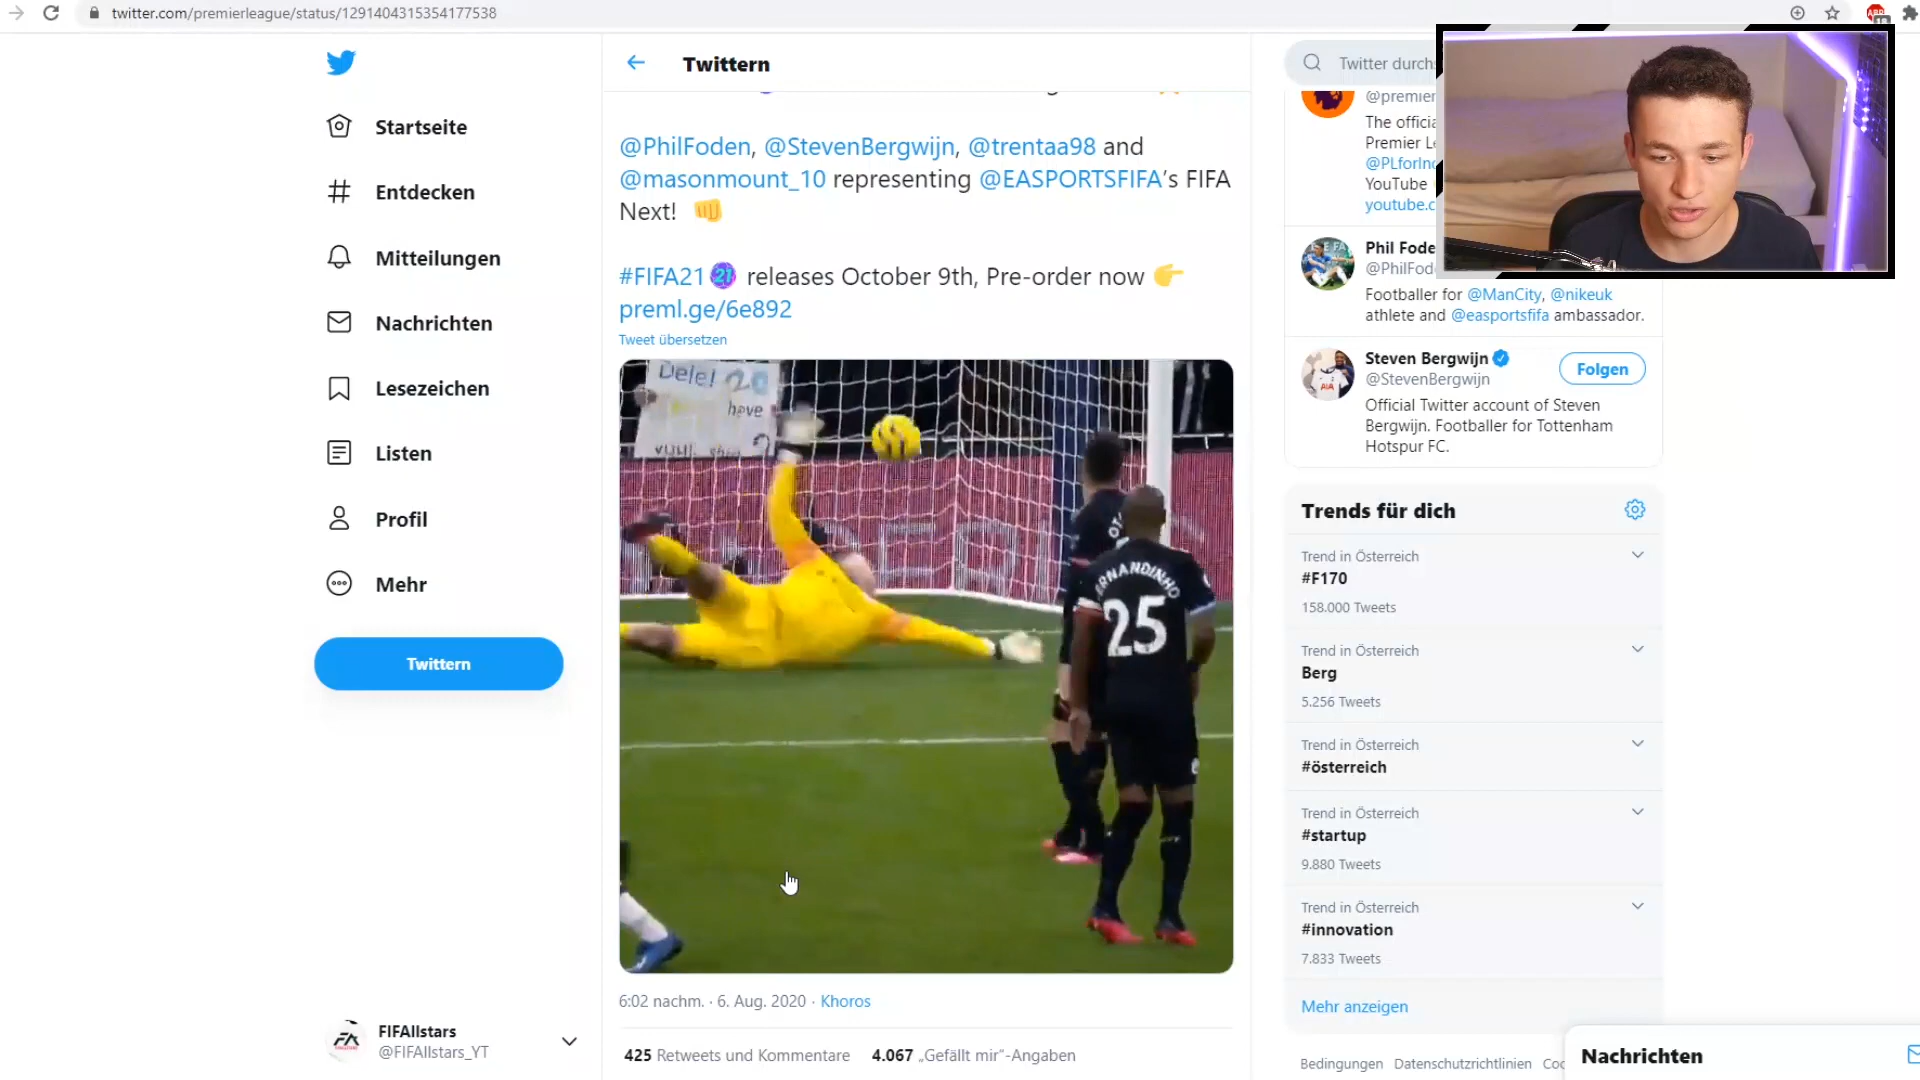 twitter.com/premierleague/status/1291404315354177538
Startseite
Entdecken
Mitteilungen
Nachrichten
Lesezeichen
Listen
Profil
Mehr
Twittern
FIFAllstars
@FIFAllstars_YT
Twittern
@PhilFoden, @StevenBergwijn, @trentaa98 and
@masonmount_10 representing @EASPORTSFIFA’s FIFA
Next! 👊
#FIFA21 releases October 9th, Pre-order now 👉
preml.ge/6e892
Tweet übersetzen
Dele!
have
25
6:02 nachm. · 6. Aug. 2020 · Khoros
425 Retweets und Kommentare 4.067 „Gefällt mir“-Angaben
Twitter durchs
@premier
The officia
Premier Le
@PLforInd
YouTube
youtube.c
Phil Fode
@PhilFod
Footballer for @ManCity, @nikeuk
athlete and @easportsfifa ambassador.
Steven Bergwijn
@StevenBergwijn
Folgen
Official Twitter account of Steven
Bergwijn. Footballer for Tottenham
Hotspur FC.
Trends für dich
Trend in Österreich
#F170
158.000 Tweets
Trend in Österreich
Berg
5.256 Tweets
Trend in Österreich
#österreich
Trend in Österreich
#startup
9.880 Tweets
Trend in Österreich
#innovation
7.833 Tweets
Mehr anzeigen
Bedingungen Datenschutzrichtlinien Coo
Nachrichten